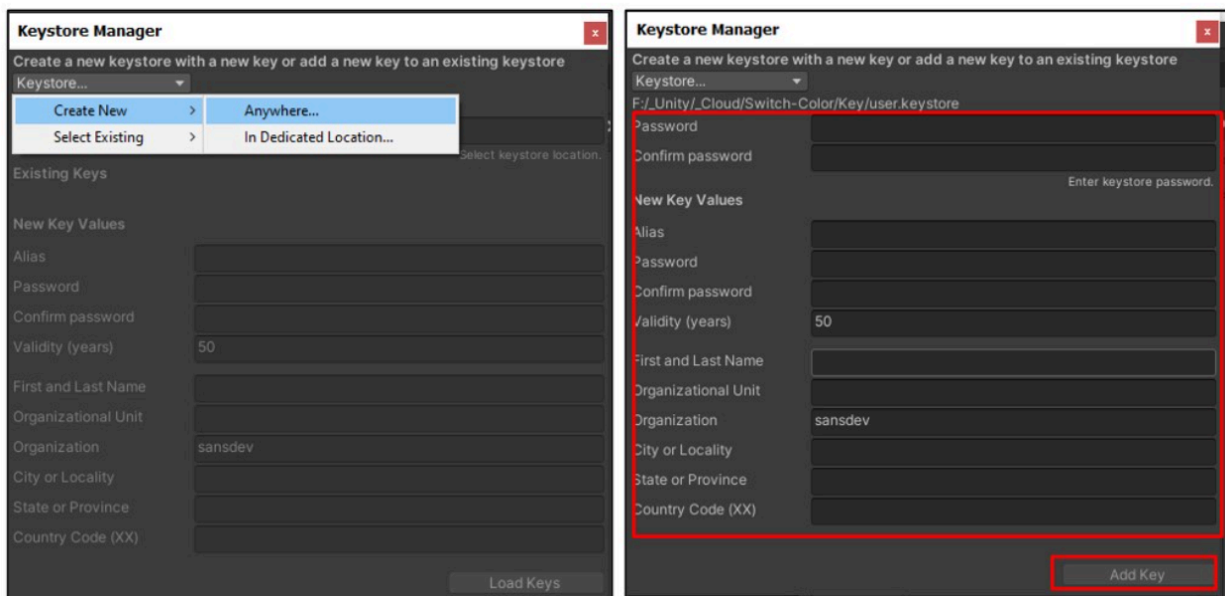 Keystore Manager
x
Create a new keystore with a new key or add a new key to an existing keystore
Keystore...
Create New > Anywhere...
Select Existing > In Dedicated Location...
Select keystore location.
Existing Keys
New Key Values
Alias
Password
Confirm password
Validity (years) 50
First and Last Name
Organizational Unit
Organization sansdev
City or Locality
State or Province
Country Code (XX)
Load Keys
Keystore Manager
x
Create a new keystore with a new key or add a new key to an existing keystore
Keystore...
F:/_Unity/_Cloud/Switch-Color/Key/user.keystore
Password
Confirm password
Enter keystore password.
New Key Values
Alias
Password
Confirm password
Validity (years) 50
First and Last Name
Organizational Unit
Organization sansdev
City or Locality
State or Province
Country Code (XX)
Add Key